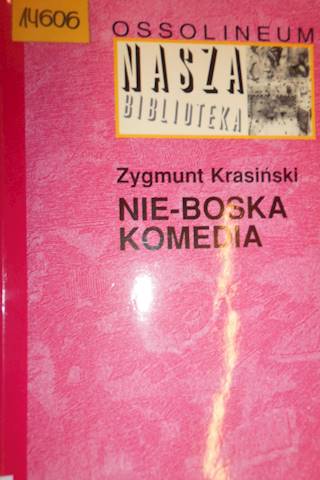 14606
OSSOLINEUM
NASZA
BIBLIOTEKA
Zygmunt Krasiński
NIE-BOSKA
KOMEDIA